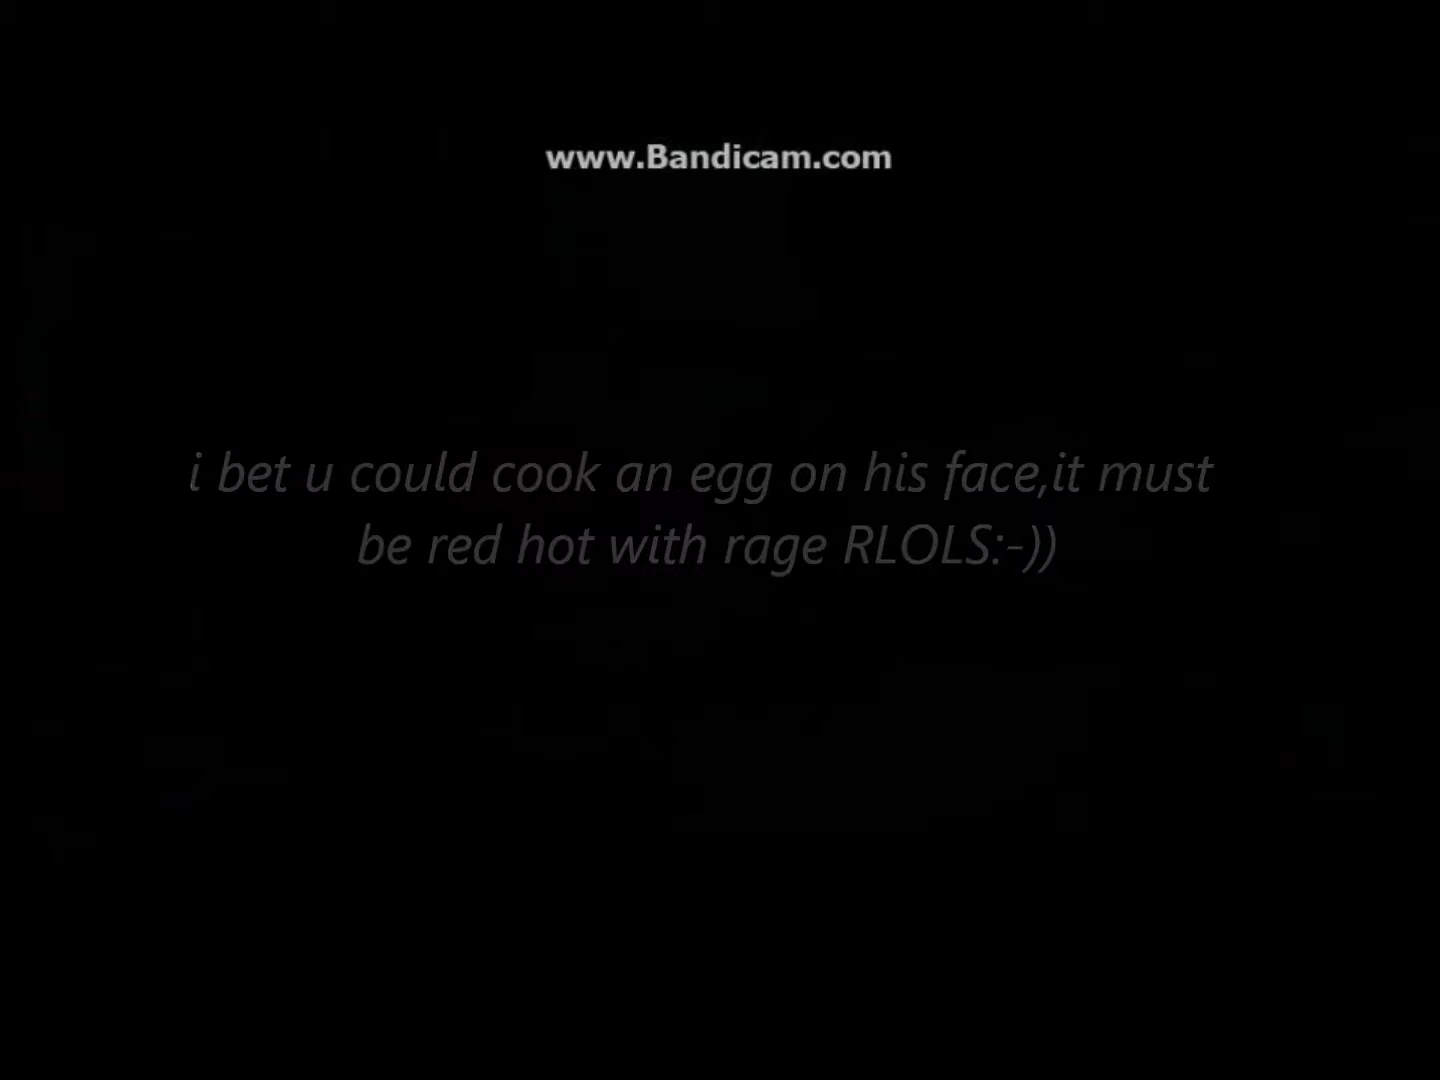 www.Bandicam.com
i bet u could cook an egg on his face,it must
be red hot with rage RLOLS:-))